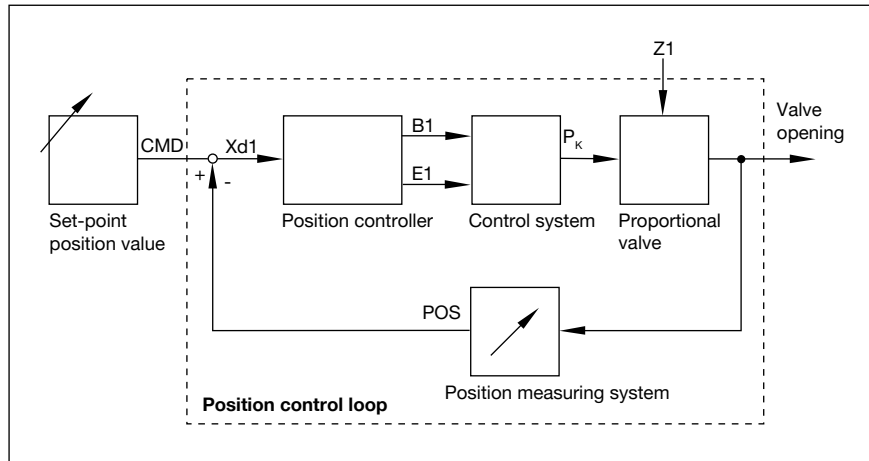 Z1
Valve
opening
CMD
+
-
Xd1
B1
E1
PK
Set-point
position value
Position controller
Control system
Proportional
valve
POS
Position measuring system
Position control loop